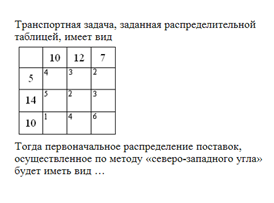 Транспортная задача, заданная распределительной
таблицей, имеет вид
10 12 7
5 4 3 2
14 5 2 3
10 1 4 6
Тогда первоначальное распределение поставок,
осуществленное по методу «северо-западного угла»
будет иметь вид ...